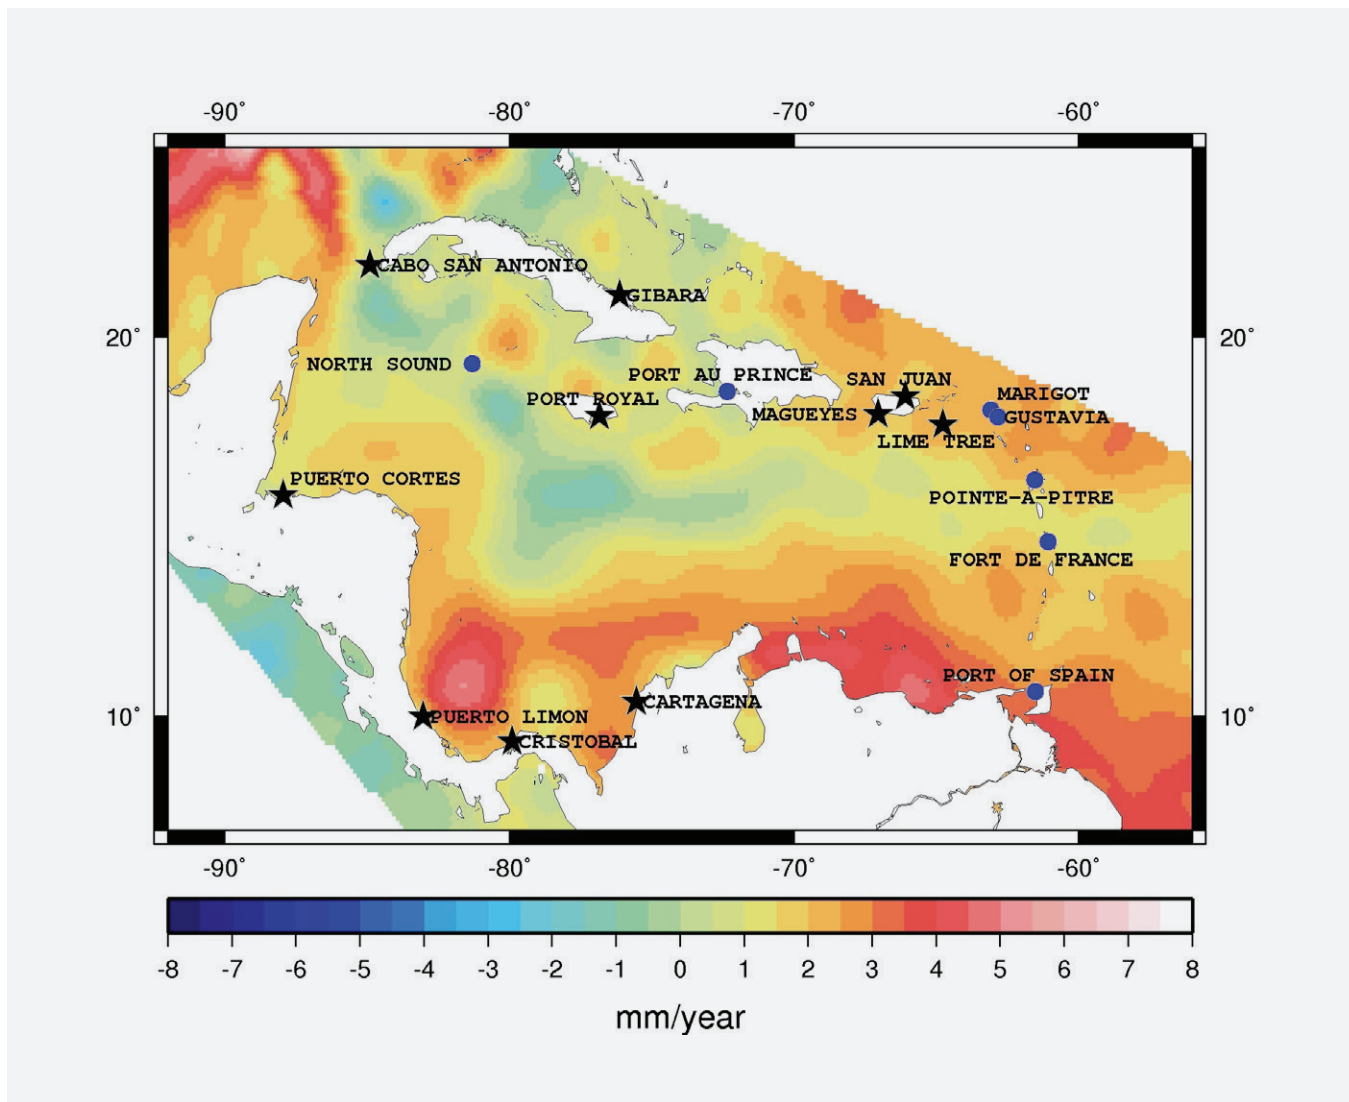 -90° -80° -70° -60°
CABO SAN ANTONIO
GIBARA
20° 20°
NORTH SOUND
PORT AU PRINCE
SAN JUAN
PORT ROYAL
MARIGOT
MAGUEYES
GUSTAVIA
LIME TREE
PUERTO CORTES
POINTE-A-PITRE
FORT DE FRANCE
PORT OF SPAIN
CARTAGENA
10° 10°
PUERTO LIMON
CRISTOBAL
-90° -80° -70° -60°
-8 -7 -6 -5 -4 -3 -2 -1 0 1 2 3 4 5 6 7 8
mm/year